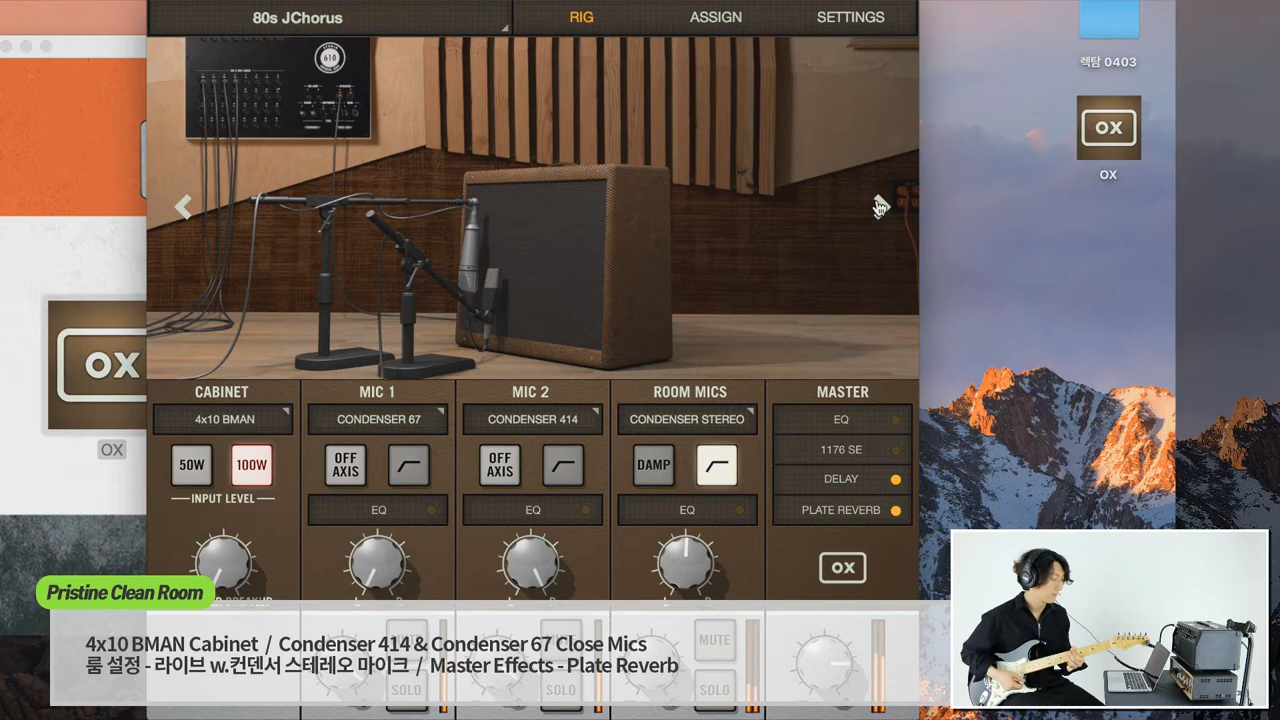 80s JChorus
RIG
ASSIGN
SETTINGS
610
렉탐 0403
OX
OX
OX
OX
CABINET
MIC 1
MIC 2
ROOM MICS
MASTER
4x10 BMAN
CONDENSER 67
CONDENSER 414
CONDENSER STEREO
EQ
1176 SE
DELAY
PLATE REVERB
50W
100W
OFF AXIS
OFF AXIS
DAMP
INPUT LEVEL
EQ
EQ
EQ
OX
Pristine Clean Room
4x10 BMAN Cabinet / Condenser 414 & Condenser 67 Close Mics
룸 설정 - 라이브 w.컨덴서 스테레오 마이크 / Master Effects - Plate Reverb
MUTE
SOLO
SOLO
SOLO